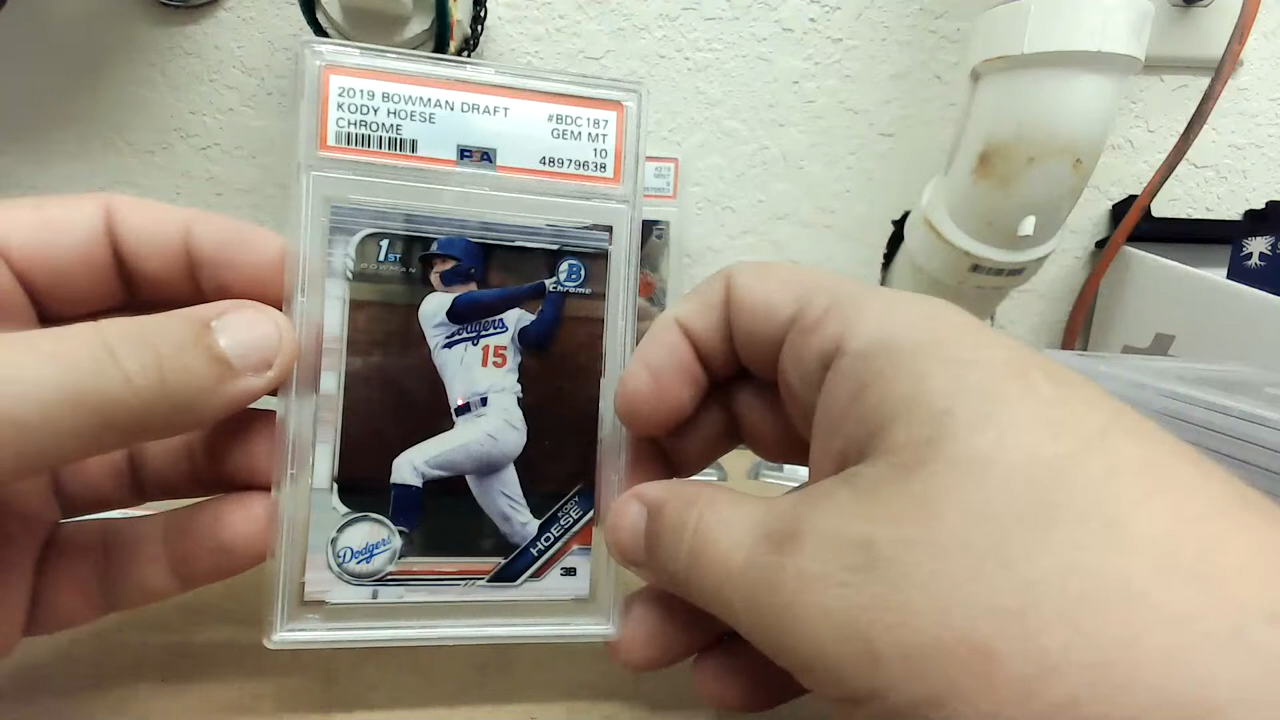 2019 BOWMAN DRAFT
#BDC187
KODY HOESE
GEM MT
CHROME
10
PSA
48979638
1ST
BOWMAN
B
Chrome
Dodgers
15
KODY
HOESE
Dodgers
3B